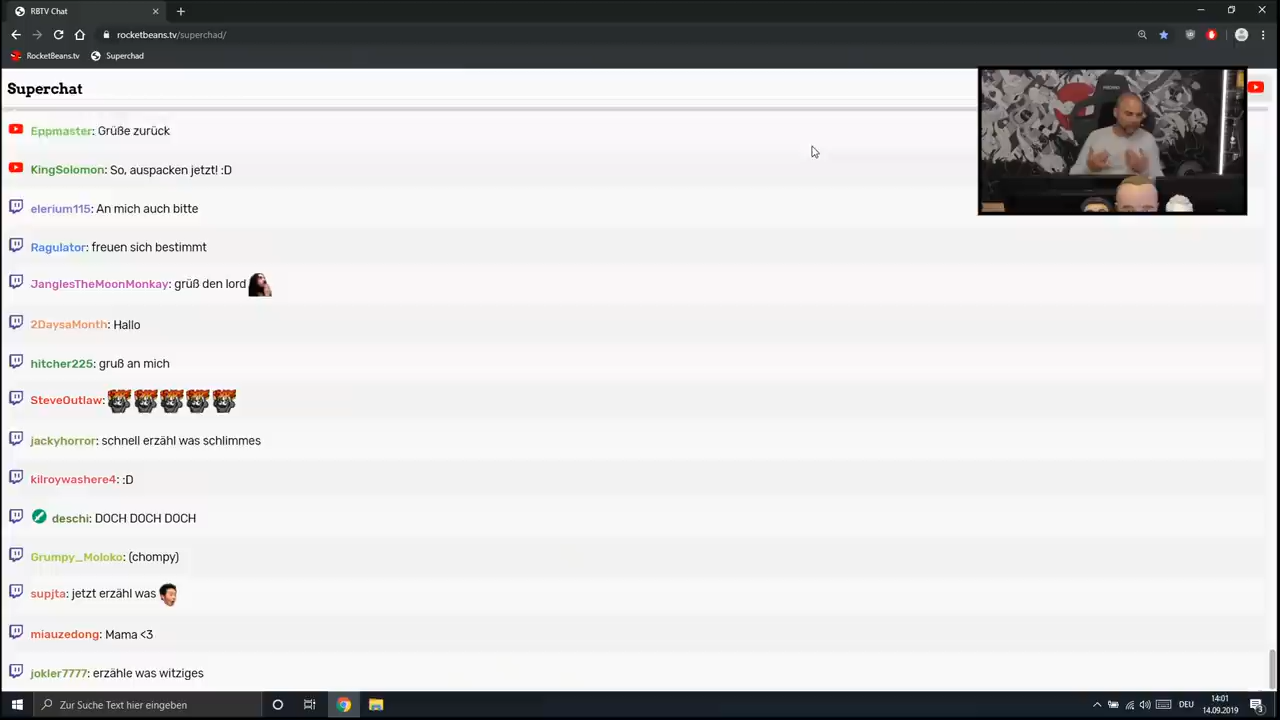 RBTV Chat
rocketbeans.tv/superchad/
RocketBeans.tv
Superchad
Superchat
Eppmaster: Grüße zurück
KingSolomon: So, auspacken jetzt! :D
elerium115: An mich auch bitte
Ragulator: freuen sich bestimmt
JanglesTheMoonMonkay: grüß den lord
2DaysaMonth: Hallo
hitcher225: gruß an mich
SteveOutlaw:
jackyhorror: schnell erzähl was schlimmes
kilroywashere4: :D
deschi: DOCH DOCH DOCH
Grumpy_Moloko: (chompy)
supjta: jetzt erzähl was
miauzedong: Mama <3
jokler7777: erzähle was witziges
Zur Suche Text hier eingeben
DEU
14:01
14.09.2019
3